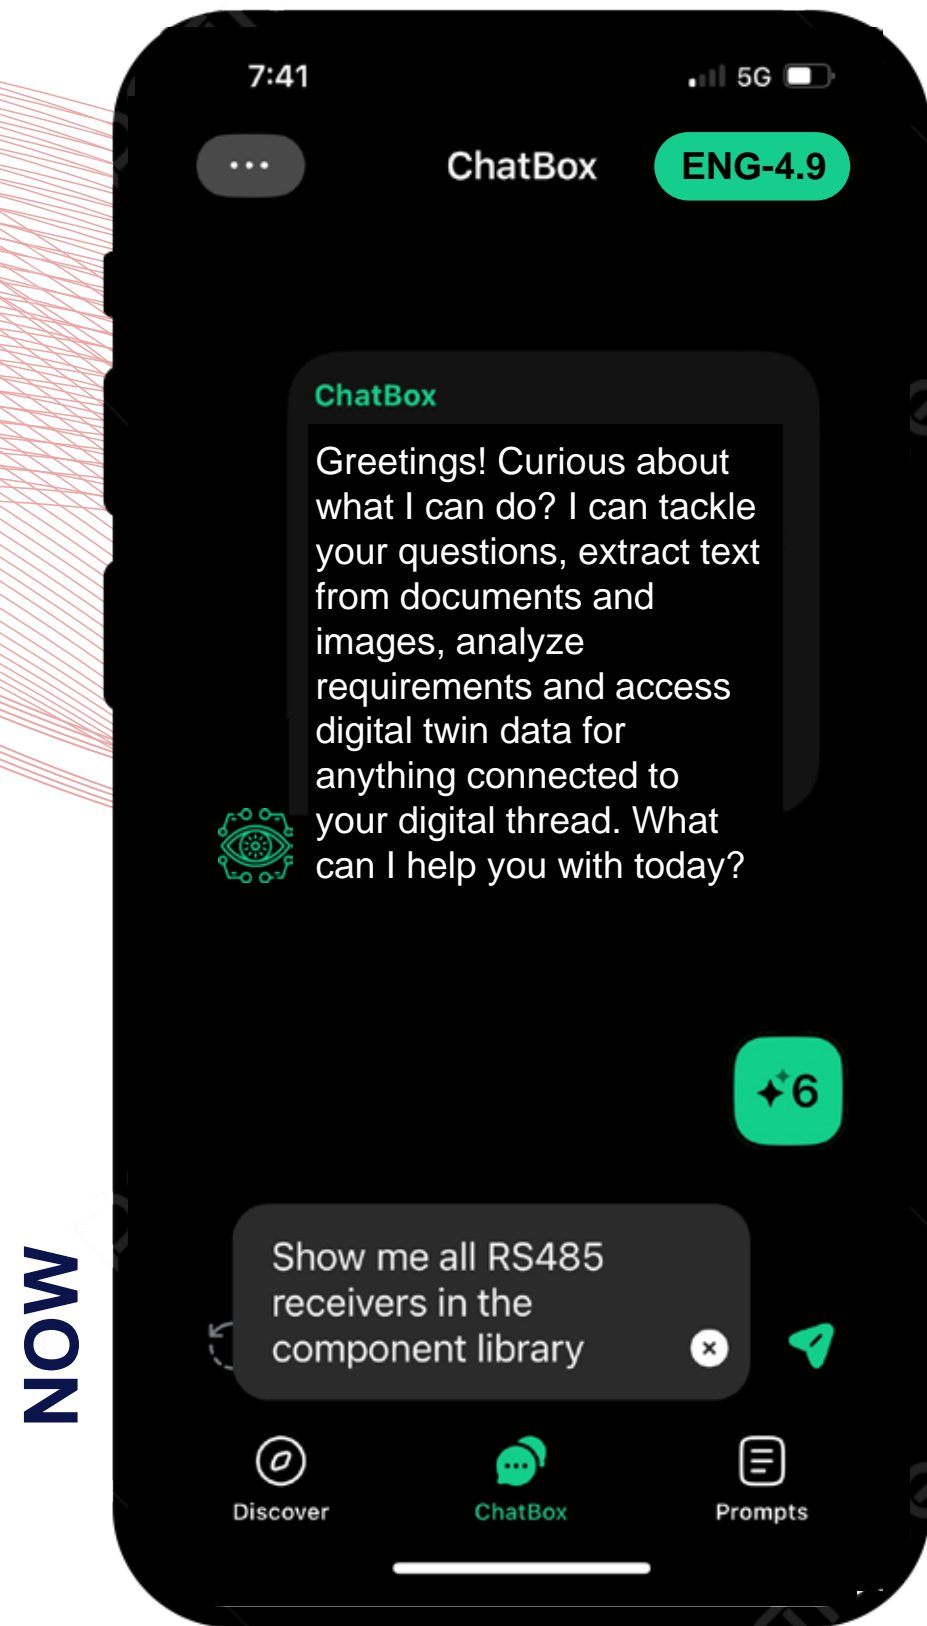 7:41
5G
ChatBox
ENG-4.9
ChatBox
Greetings! Curious about
what I can do? I can tackle
your questions, extract text
from documents and
images, analyze
requirements and access
digital twin data for
anything connected to
your digital thread. What
can I help you with today?
6
Show me all RS485
receivers in the
component library
NOW
Discover
ChatBox
Prompts